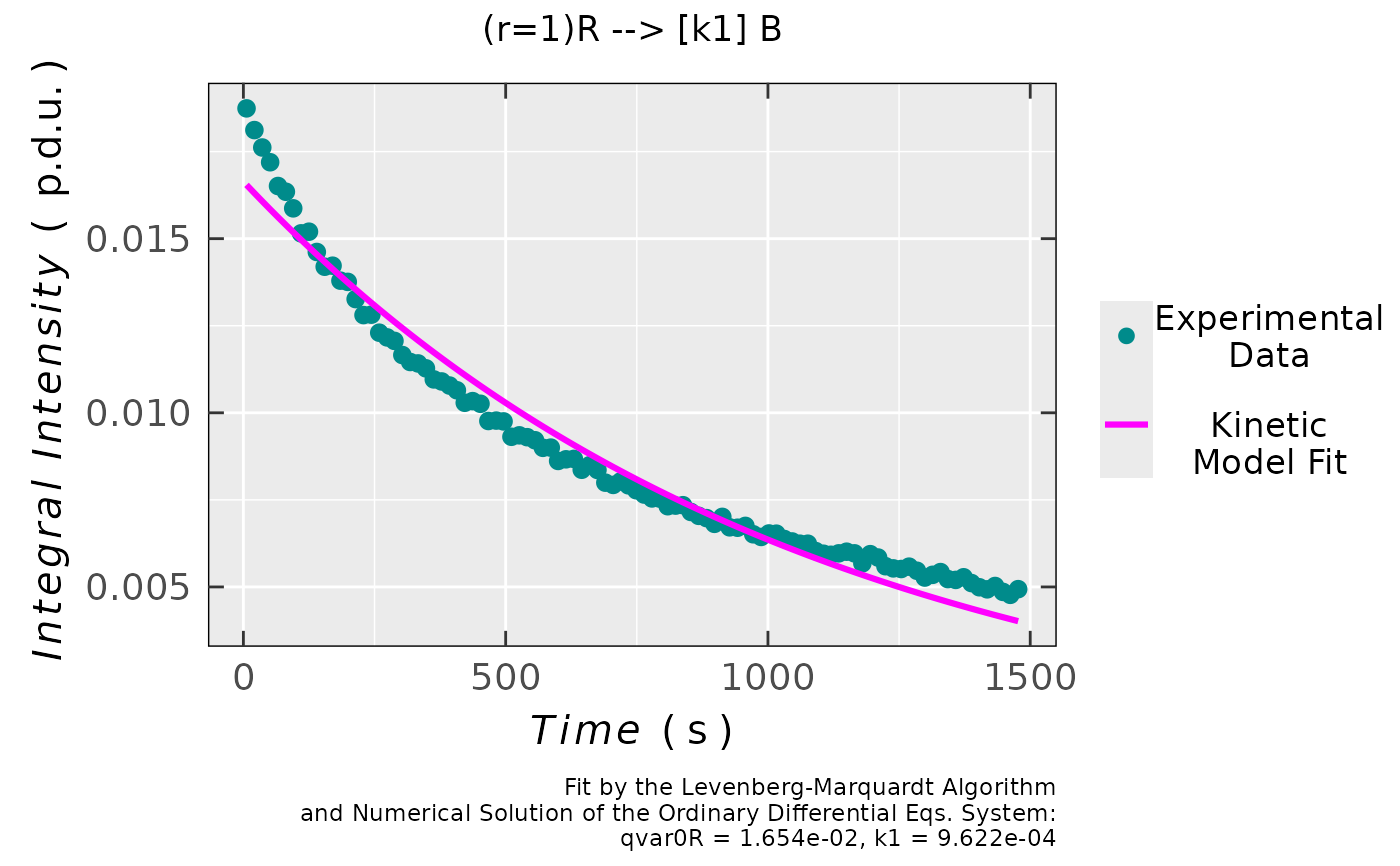 (r=1)R --> [k1] B
Integral Intensity ( p.d.u. )
0.015
0.010
0.005
0 500 1000 1500
Time ( s )
Experimental
Data
Kinetic
Model Fit
Fit by the Levenberg-Marquardt Algorithm
and Numerical Solution of the Ordinary Differential Eqs. System:
qvar0R = 1.654e-02, k1 = 9.622e-04